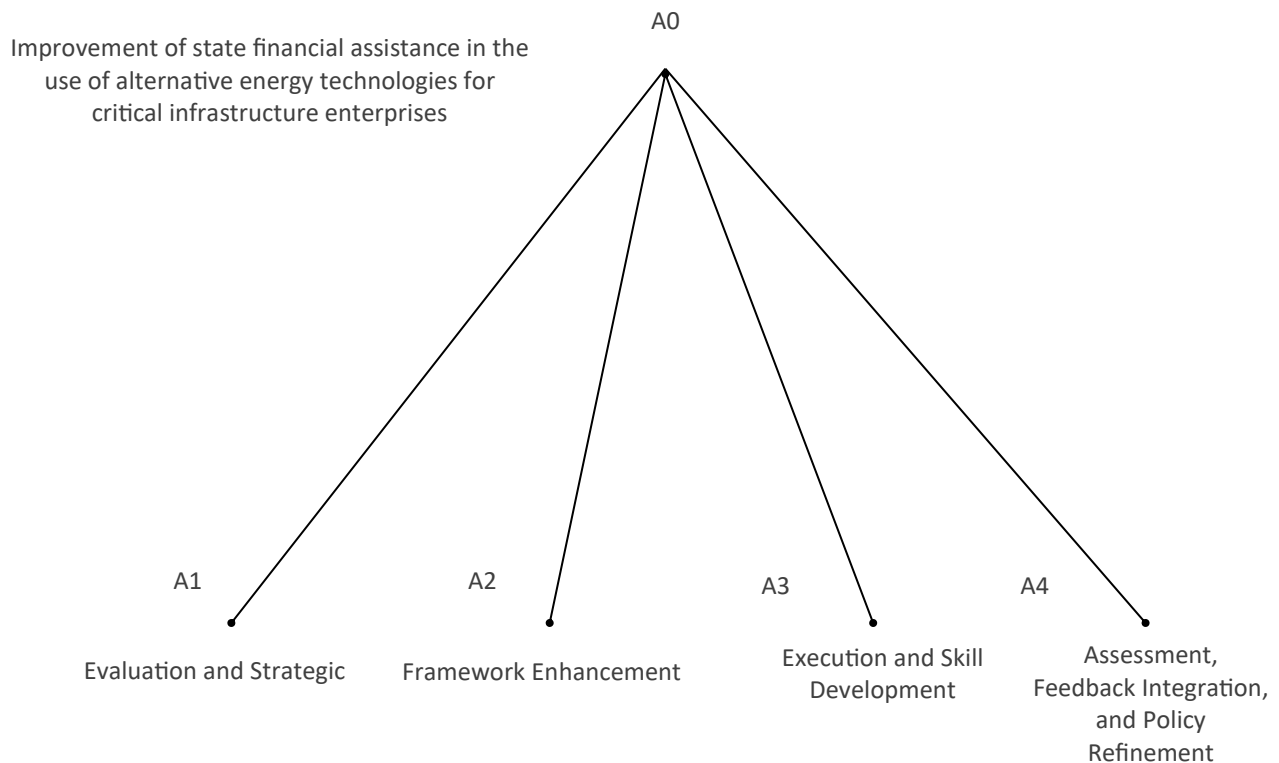 A0
Improvement of state financial assistance in the
use of alternative energy technologies for
critical infrastructure enterprises
A1
A2
A3
A4
Evaluation and Strategic
Framework Enhancement
Execution and Skill
Development
Assessment,
Feedback Integration,
and Policy
Refinement